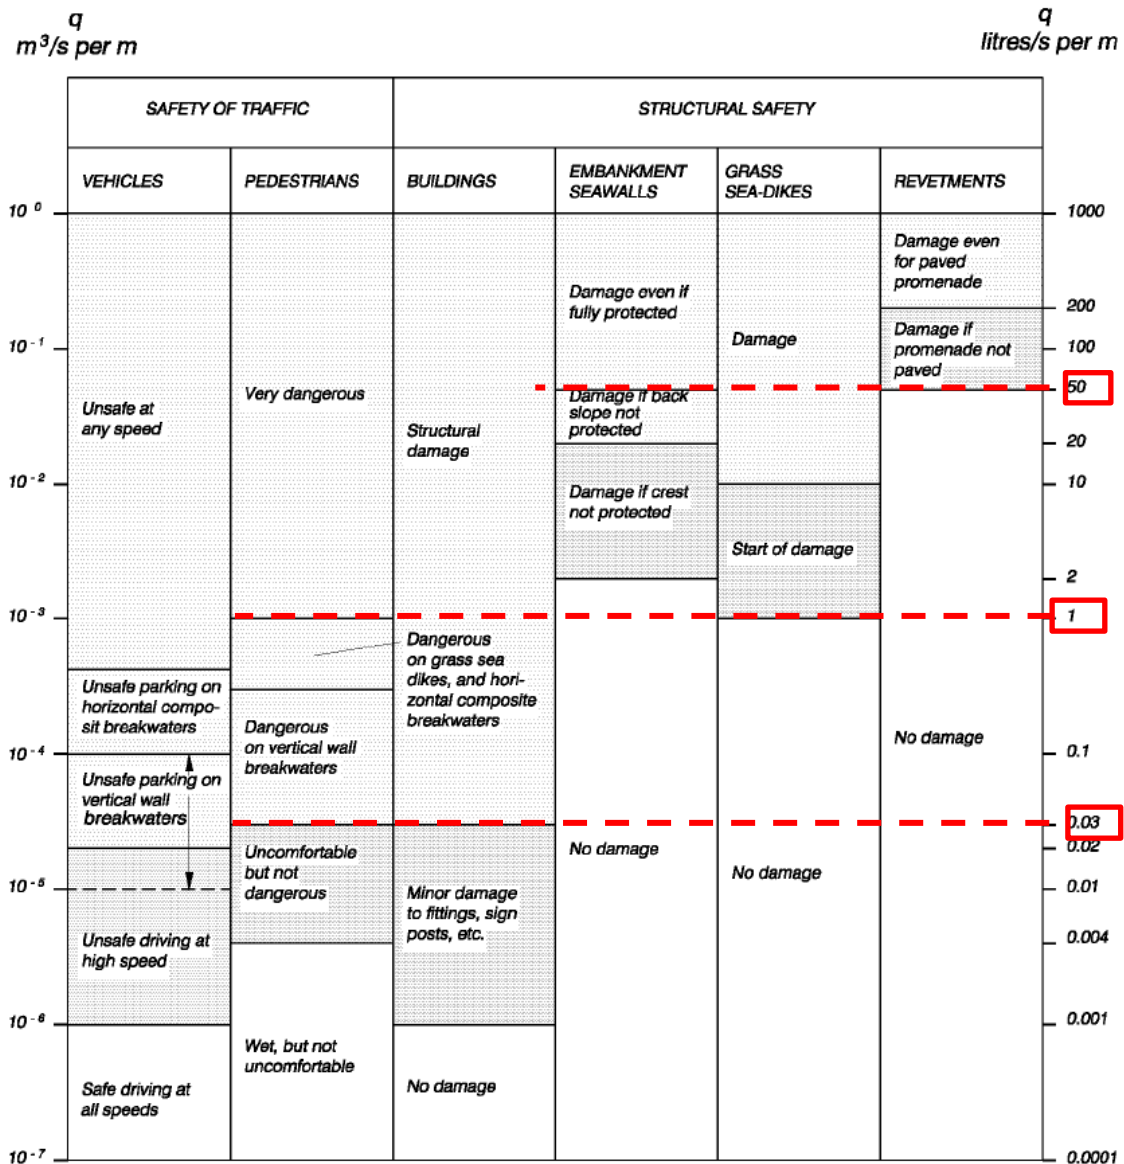 q
m³/s per m
q
litres/s per m
SAFETY OF TRAFFIC
STRUCTURAL SAFETY
VEHICLES
PEDESTRIANS
BUILDINGS
EMBANKMENT
SEAWALLS
GRASS
SEA-DIKES
REVETMENTS
10⁰
10⁻¹
10⁻²
10⁻³
10⁻⁴
10⁻⁵
10⁻⁶
10⁻⁷
Unsafe at
any speed
Unsafe parking on
horizontal compo-
sit breakwaters
Unsafe parking on
vertical wall
breakwaters
Unsafe driving at
high speed
Safe driving at
all speeds
Very dangerous
Dangerous
on vertical wall
breakwaters
Uncomfortable
but not
dangerous
Wet, but not
uncomfortable
Structural
damage
Dangerous
on grass sea
dikes, and hori-
zontal composite
breakwaters
Minor damage
to fittings, sign
posts, etc.
No damage
Damage even if
fully protected
Damage if back
slope not
protected
Damage if crest
not protected
No damage
Damage
Start of damage
No damage
Damage even
for paved
promenade
Damage if
promenade not
paved
No damage
1000
200
100
50
20
10
2
1
0.1
0.03
0.02
0.01
0.004
0.001
0.0001